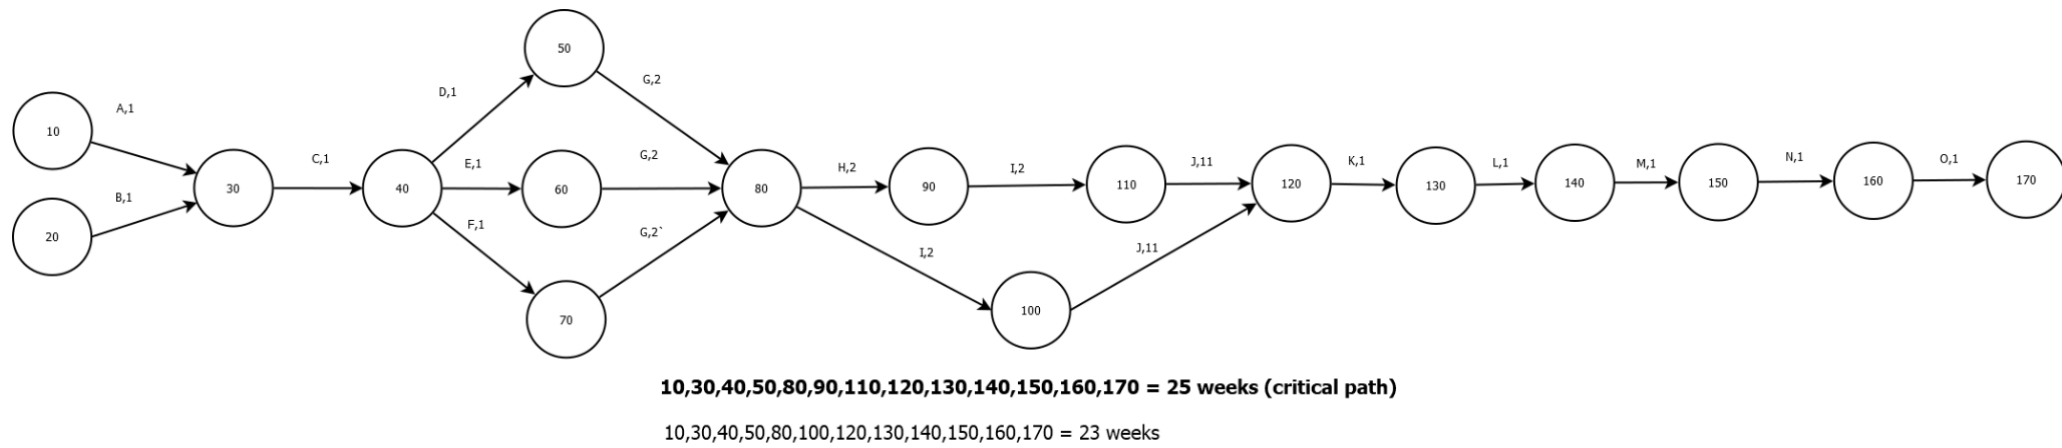 50
D,1
G,2
A,1
10
C,1
E,1
G,2
H,2
I,2
J,11
K,1
L,1
M,1
N,1
O,1
30
40
60
80
90
110
120
130
140
150
160
170
B,1
20
F,1
G,2`
I,2
J,11
70
100
10,30,40,50,80,90,110,120,130,140,150,160,170 = 25 weeks (critical path)
10,30,40,50,80,100,120,130,140,150,160,170 = 23 weeks